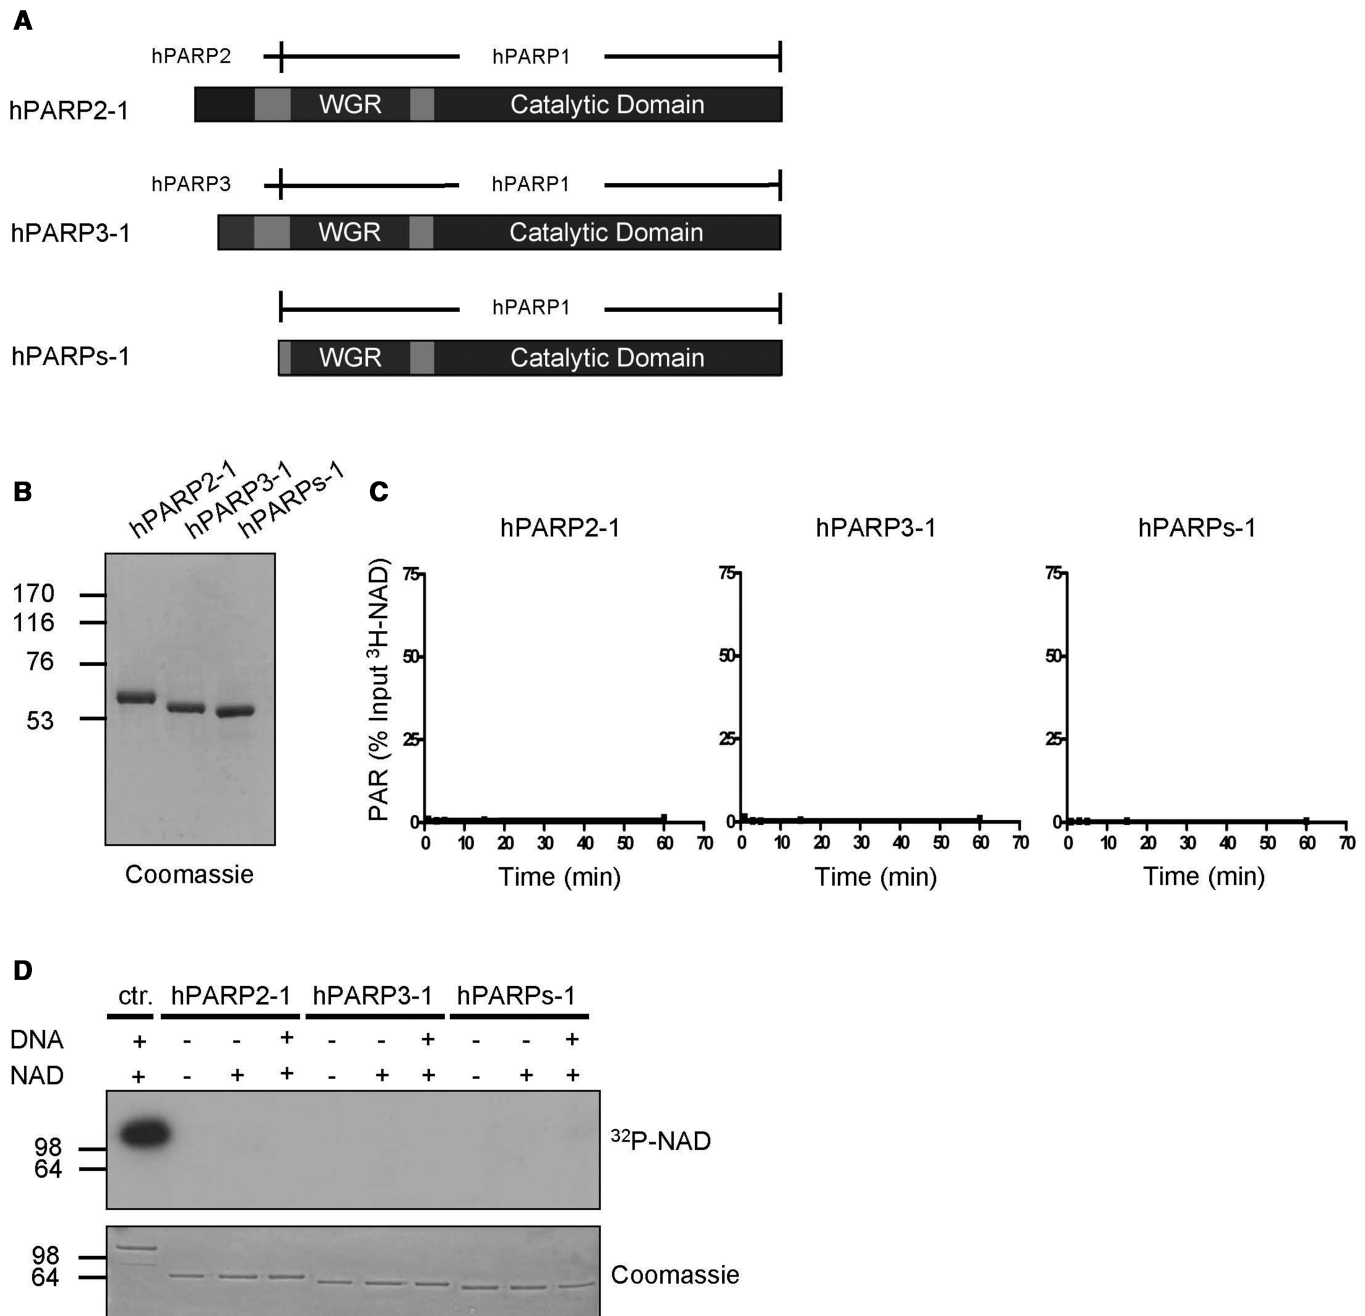 A
hPARP2 hPARP1
hPARP2-1 WGR Catalytic Domain
hPARP3 hPARP1
hPARP3-1 WGR Catalytic Domain
hPARP1
hPARPs-1 WGR Catalytic Domain
B
hPARP2-1
hPARP3-1
hPARPs-1
170
116
76
53
Coomassie
C
hPARP2-1 hPARP3-1 hPARPs-1
PAR (% Input ³H-NAD)
75 75 75
50 50 50
25 25 25
0 0 0
0 10 20 30 40 50 60 70 0 10 20 30 40 50 60 70 0 10 20 30 40 50 60 70
Time (min) Time (min) Time (min)
D
ctr. hPARP2-1 hPARP3-1 hPARPs-1
DNA + - - + - - + - - +
NAD + - + + - + + - + +
98
64
³²P-NAD
98
64
Coomassie